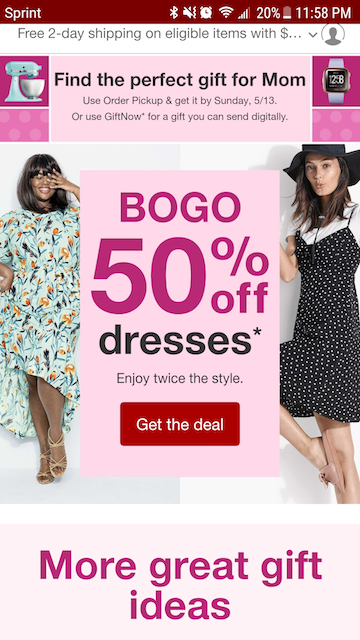 Sprint 20% 11:58 PM
Free 2-day shipping on eligible items with $...
Find the perfect gift for Mom
Use Order Pickup & get it by Sunday, 5/13.
Or use GiftNow* for a gift you can send digitally.
BOGO
50%
off
dresses*
Enjoy twice the style.
Get the deal
More great gift
ideas